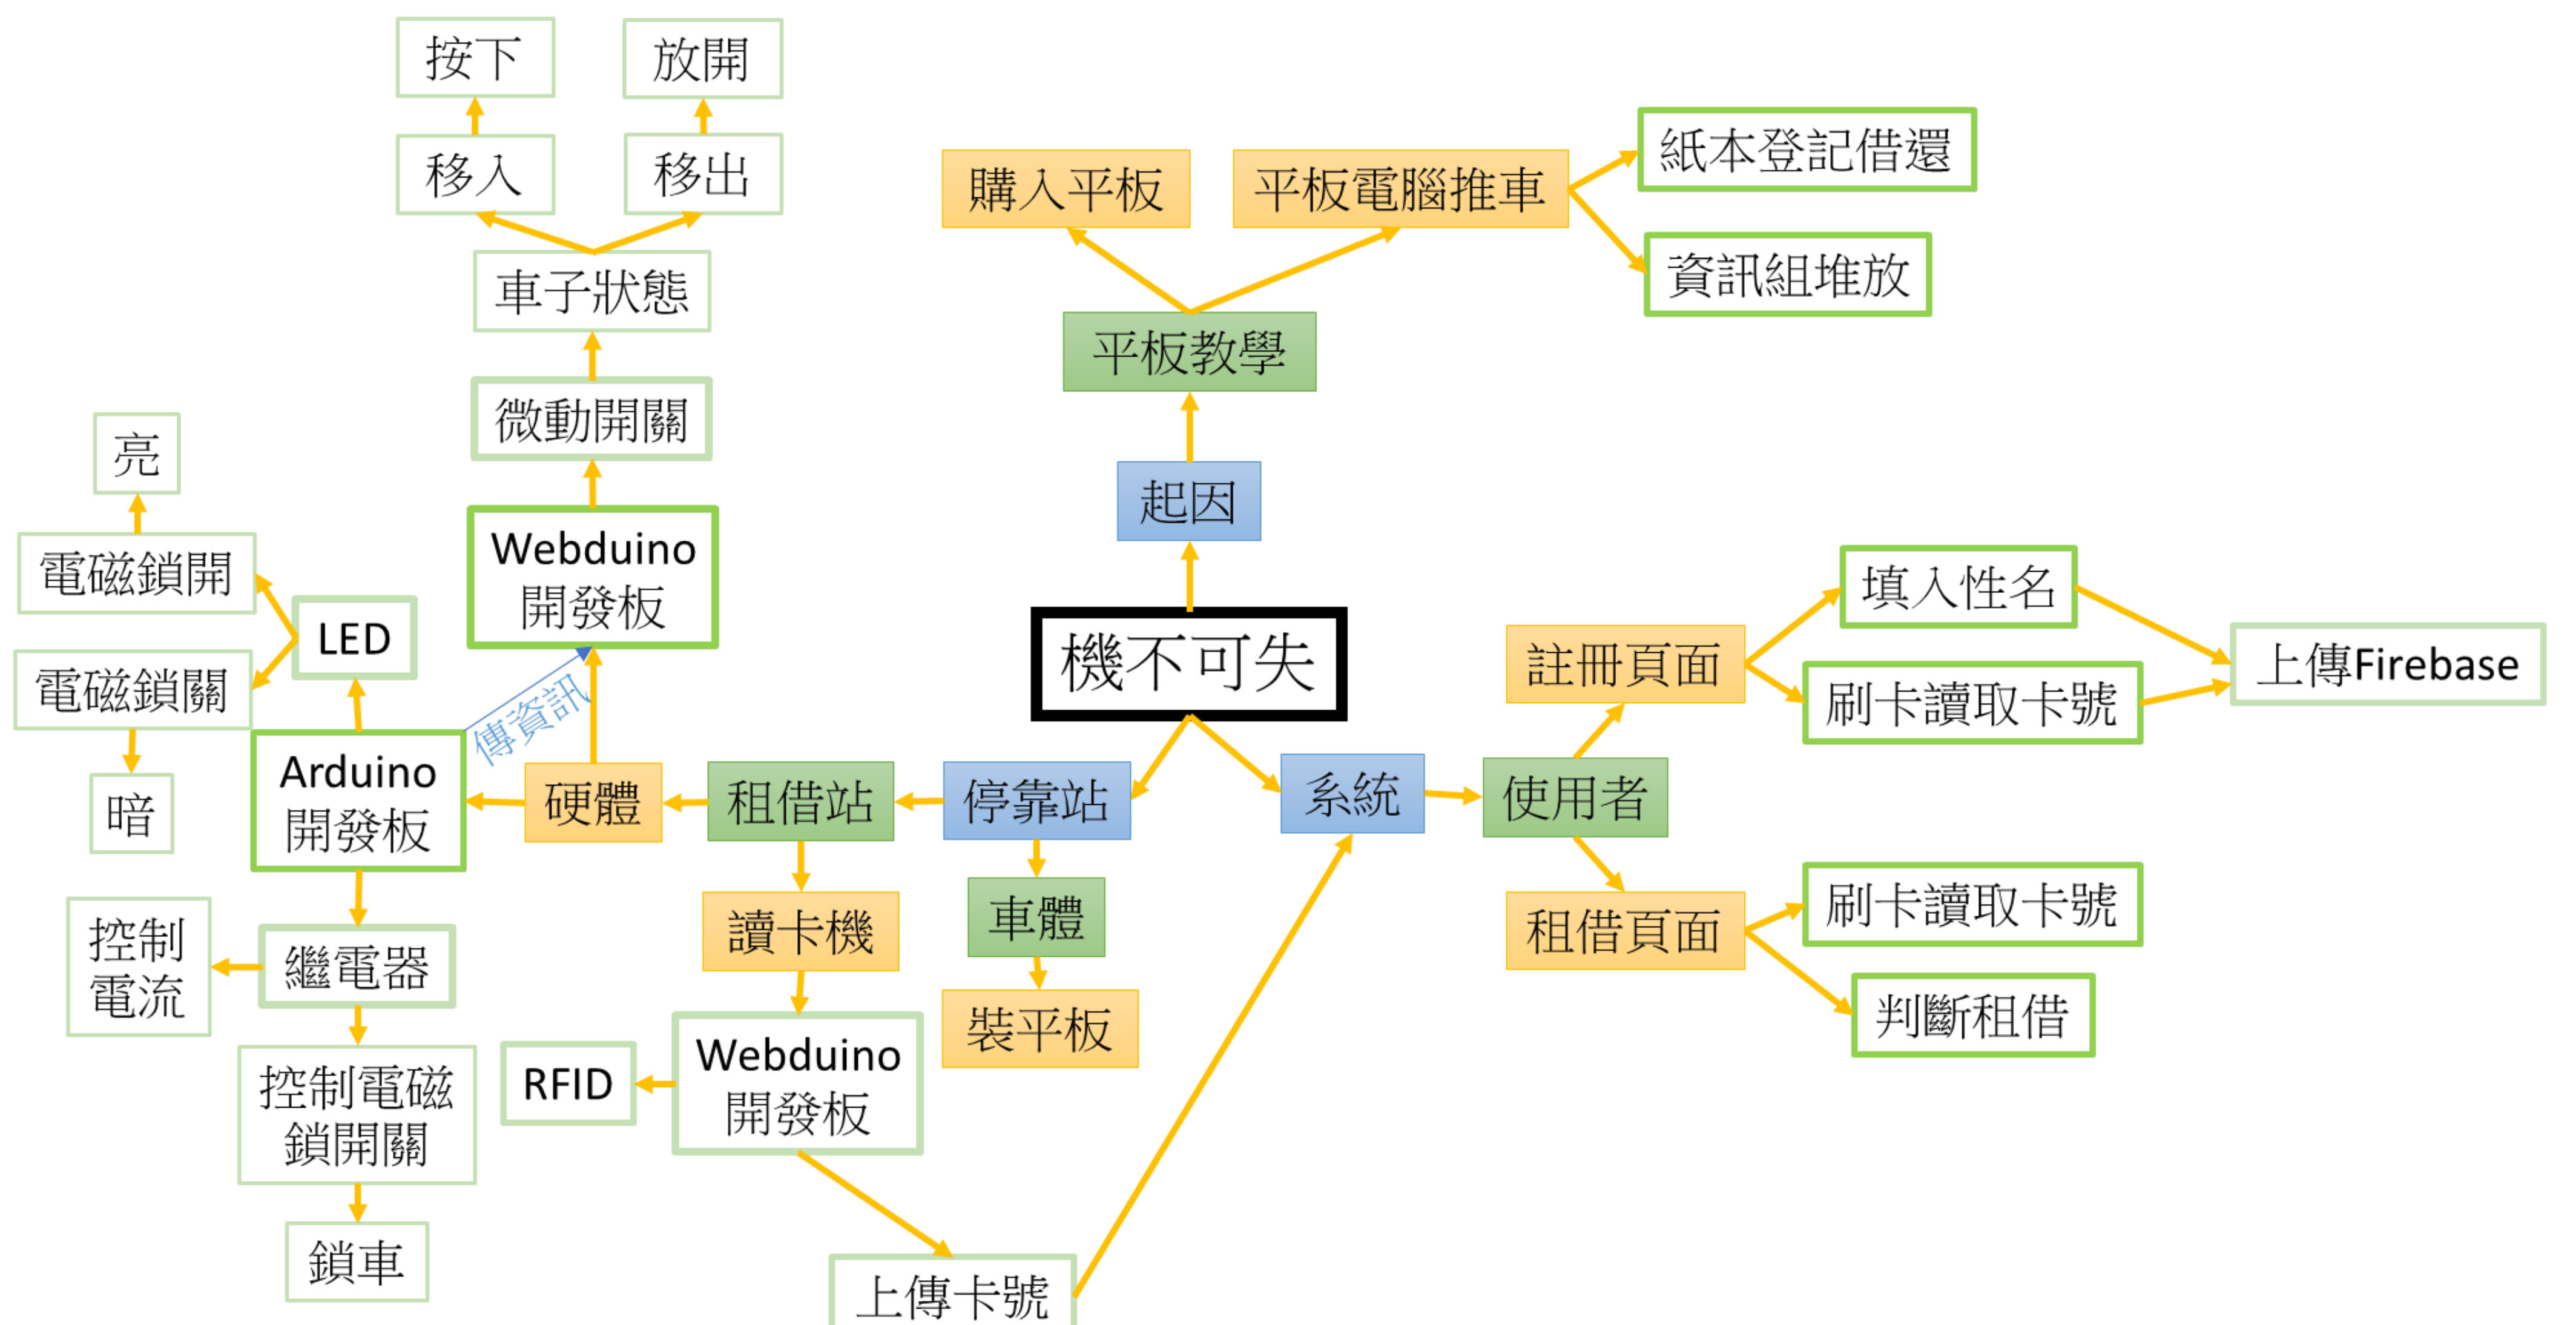 按下
放開
移入
移出
紙本登記借還
購入平板
平板電腦推車
資訊組堆放
車子狀態
平板教學
微動開關
亮
起因
Webduino
開發板
電磁鎖開
LED
填入性名
機不可失
註冊頁面
上傳Firebase
電磁鎖關
刷卡讀取卡號
傳資訊
Arduino
開發板
硬體
租借站
停靠站
系統
使用者
暗
讀卡機
車體
刷卡讀取卡號
租借頁面
控制
電流
繼電器
裝平板
判斷租借
Webduino
開發板
RFID
控制電磁
鎖開關
鎖車
上傳卡號